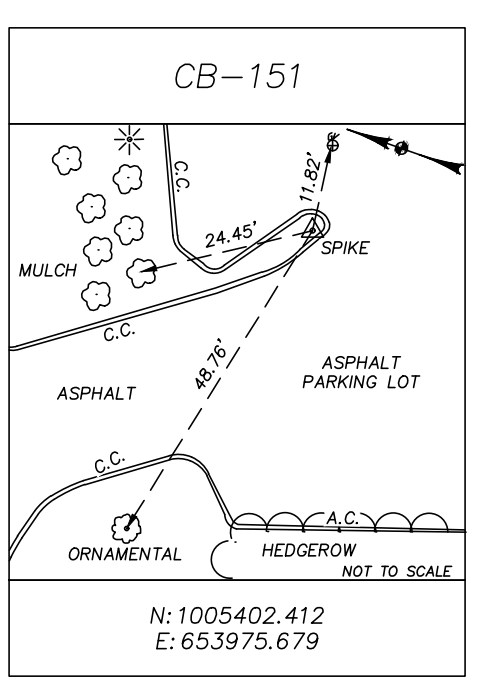 CB-151
C.C.
11.82'
24.45'
SPIKE
MULCH
C.C.
48.76'
ASPHALT
PARKING LOT
ASPHALT
C.C.
A.C.
ORNAMENTAL
HEDGEROW
NOT TO SCALE
N: 1005402.412
E: 653975.679